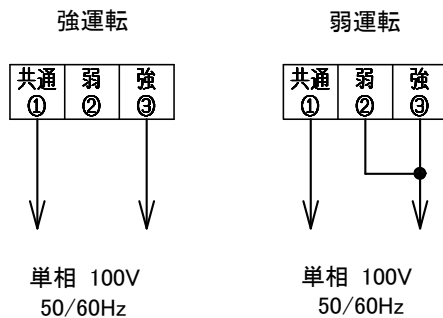 強運転
共通 弱 強
① ② ③
単相 100V
50/60Hz
弱運転
共通 弱 強
① ② ③
単相 100V
50/60Hz